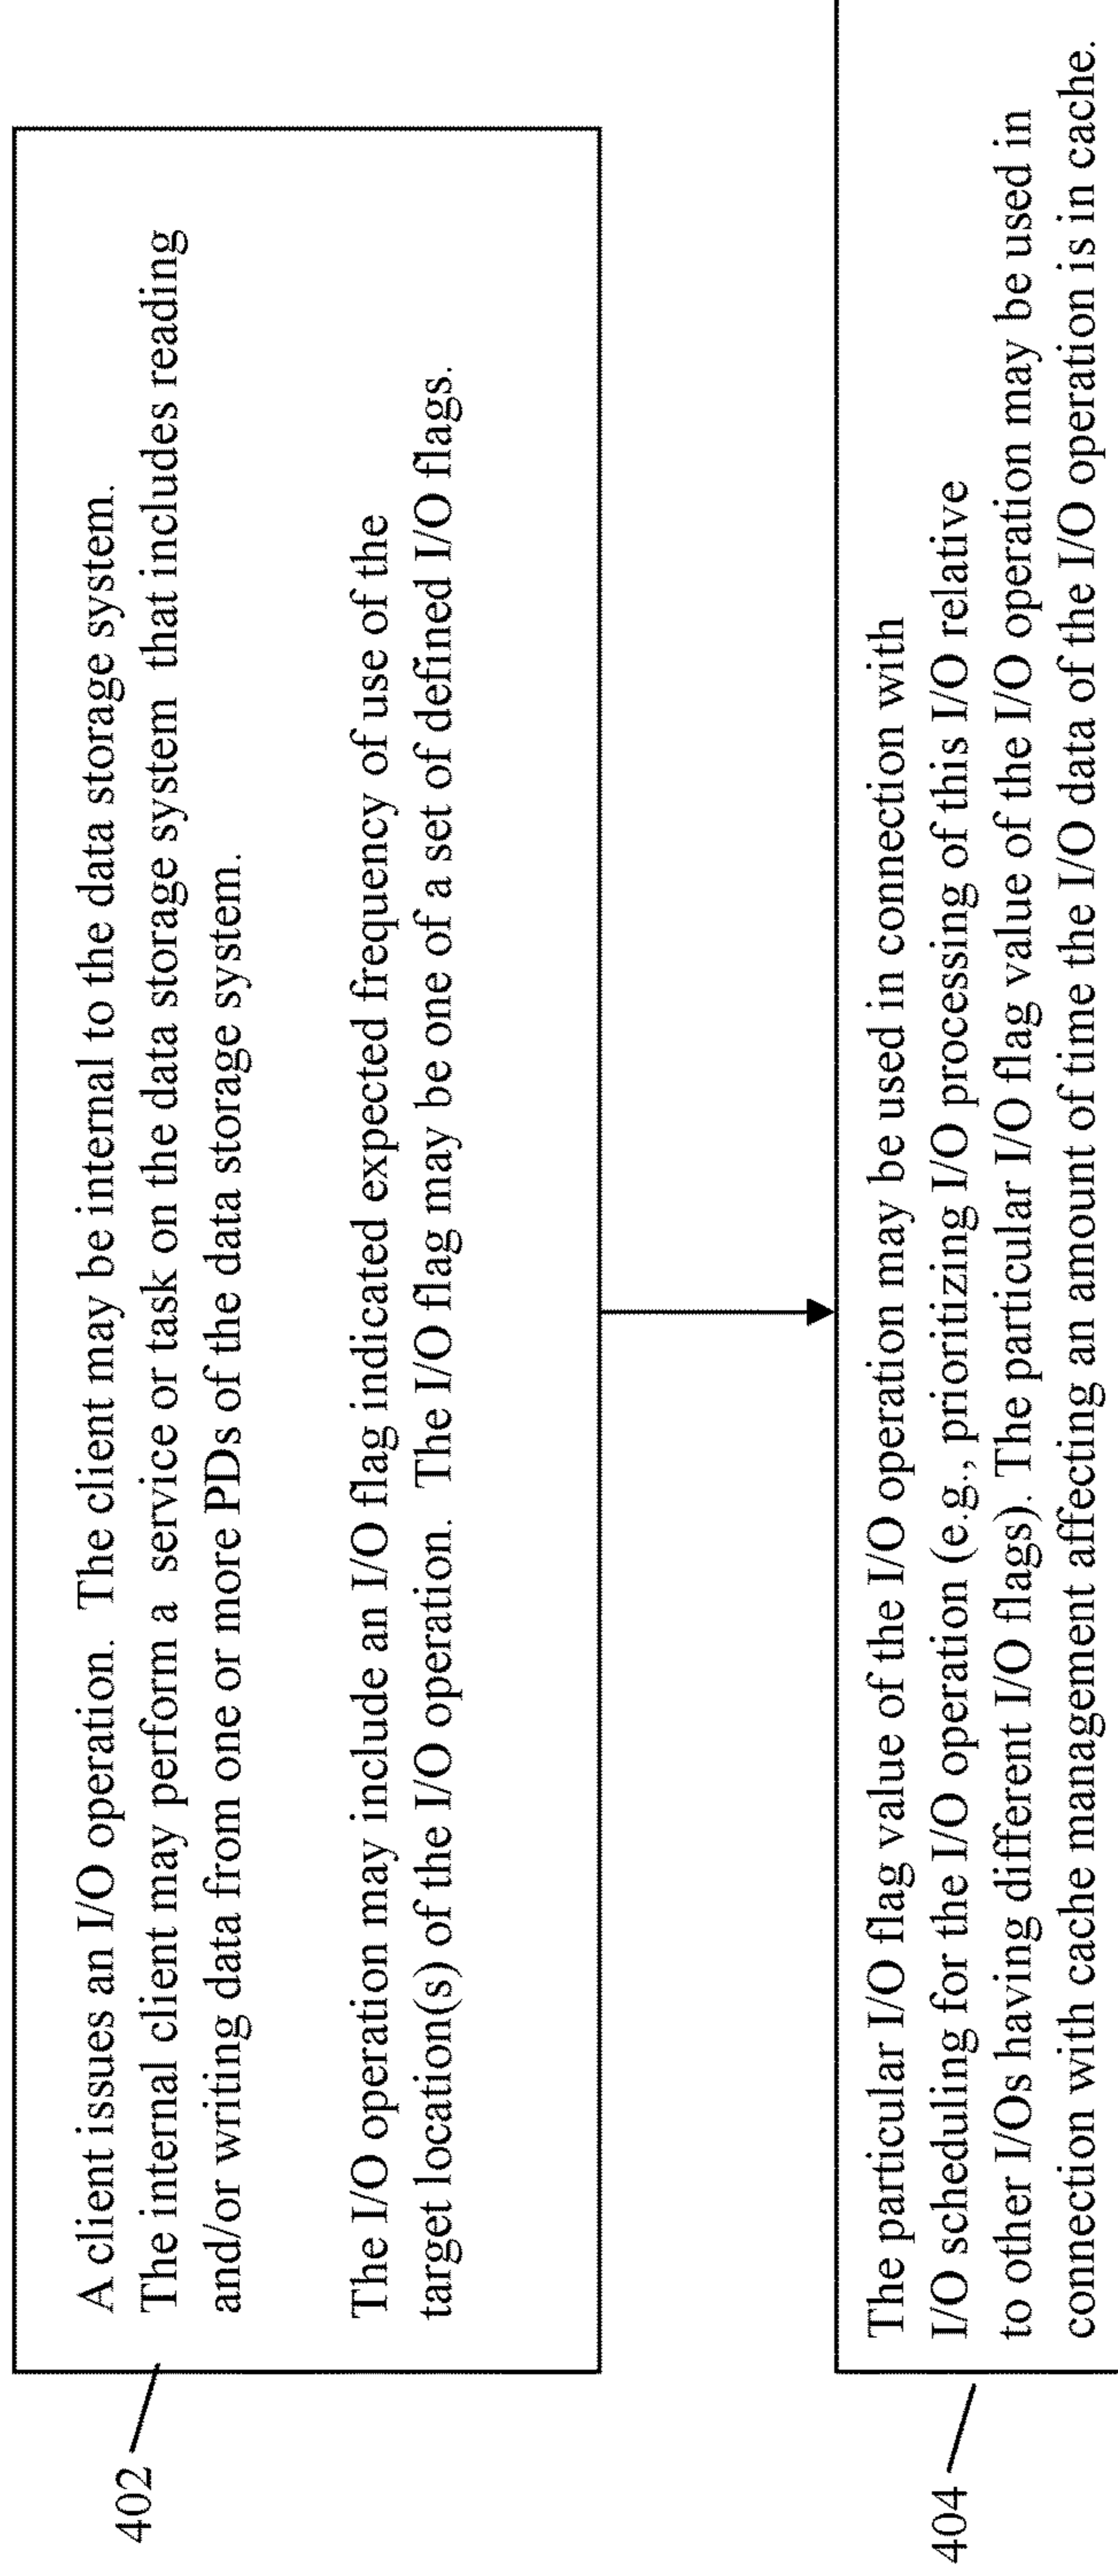 402
A client issues an I/O operation. The client may be internal to the data storage system.
The internal client may perform a service or task on the data storage system that includes reading
and/or writing data from one or more PDs of the data storage system.
The I/O operation may include an I/O flag indicated expected frequency of use of the
target location(s) of the I/O operation. The I/O flag may be one of a set of defined I/O flags.
404
The particular I/O flag value of the I/O operation may be used in connection with
I/O scheduling for the I/O operation (e.g., prioritizing I/O processing of this I/O relative
to other I/Os having different I/O flags). The particular I/O flag value of the I/O operation may be used in
connection with cache management affecting an amount of time the I/O data of the I/O operation is in cache.